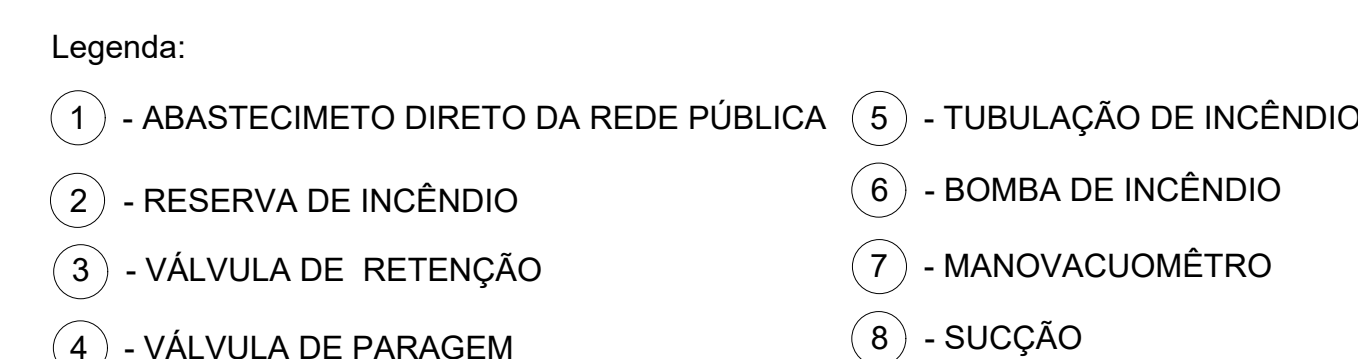 Legenda:
1 - ABASTECIMETO DIRETO DA REDE PÚBLICA
2 - RESERVA DE INCÊNDIO
3 - VÁLVULA DE RETENÇÃO
4 - VÁLVULA DE PARAGEM
5 - TUBULAÇÃO DE INCÊNDIO
6 - BOMBA DE INCÊNDIO
7 - MANOVACUOMÊTRO
8 - SUCÇÃO